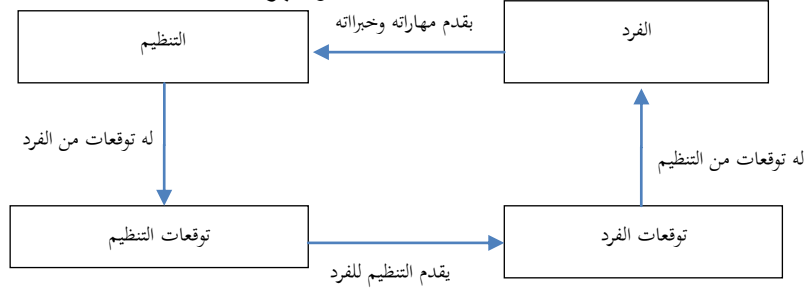 الفرد
بقدم مهاراته وخبراته
التنظيم
له توقعات من الفرد
له توقعات من التنظيم
توقعات الفرد
توقعات التنظيم
يقدم التنظيم للفرد